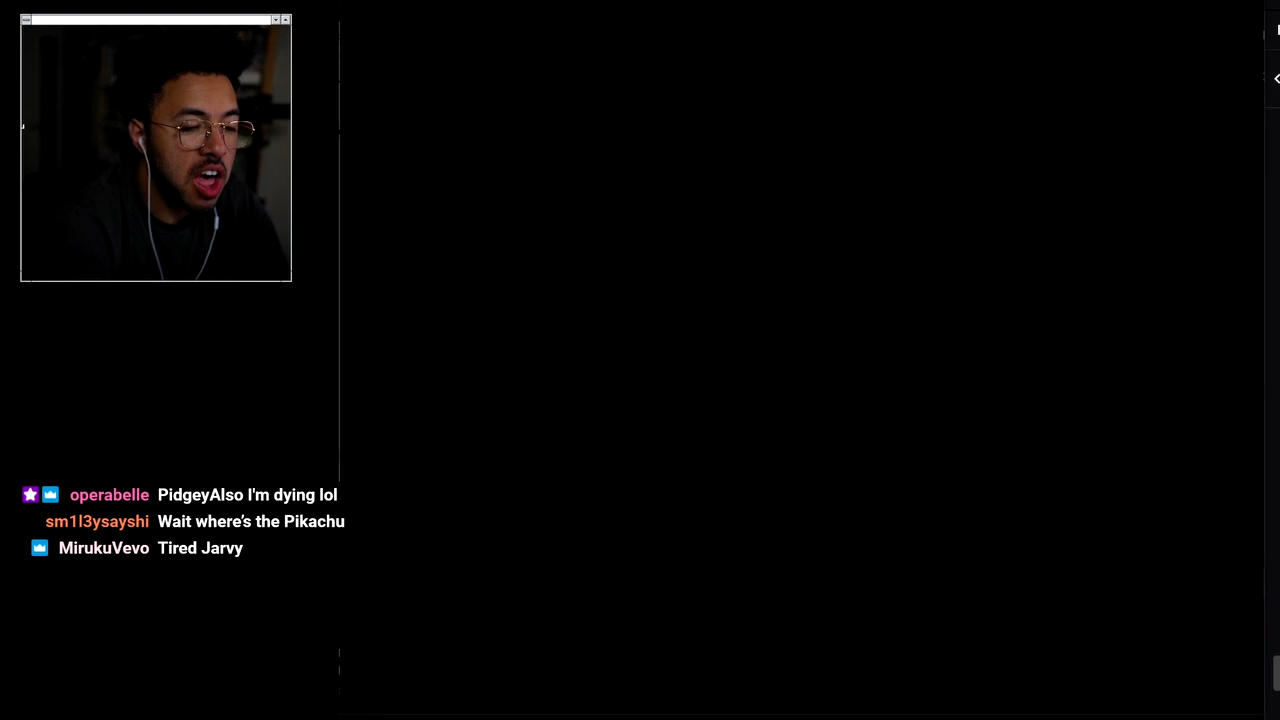 operabelle PidgeyAlso I'm dying lol
sm1l3ysayshi Wait where's the Pikachu
MirukuVevo Tired Jarvy